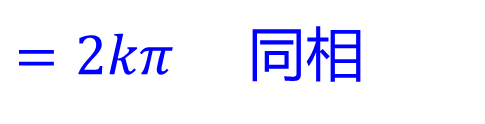 = 2kπ 同相